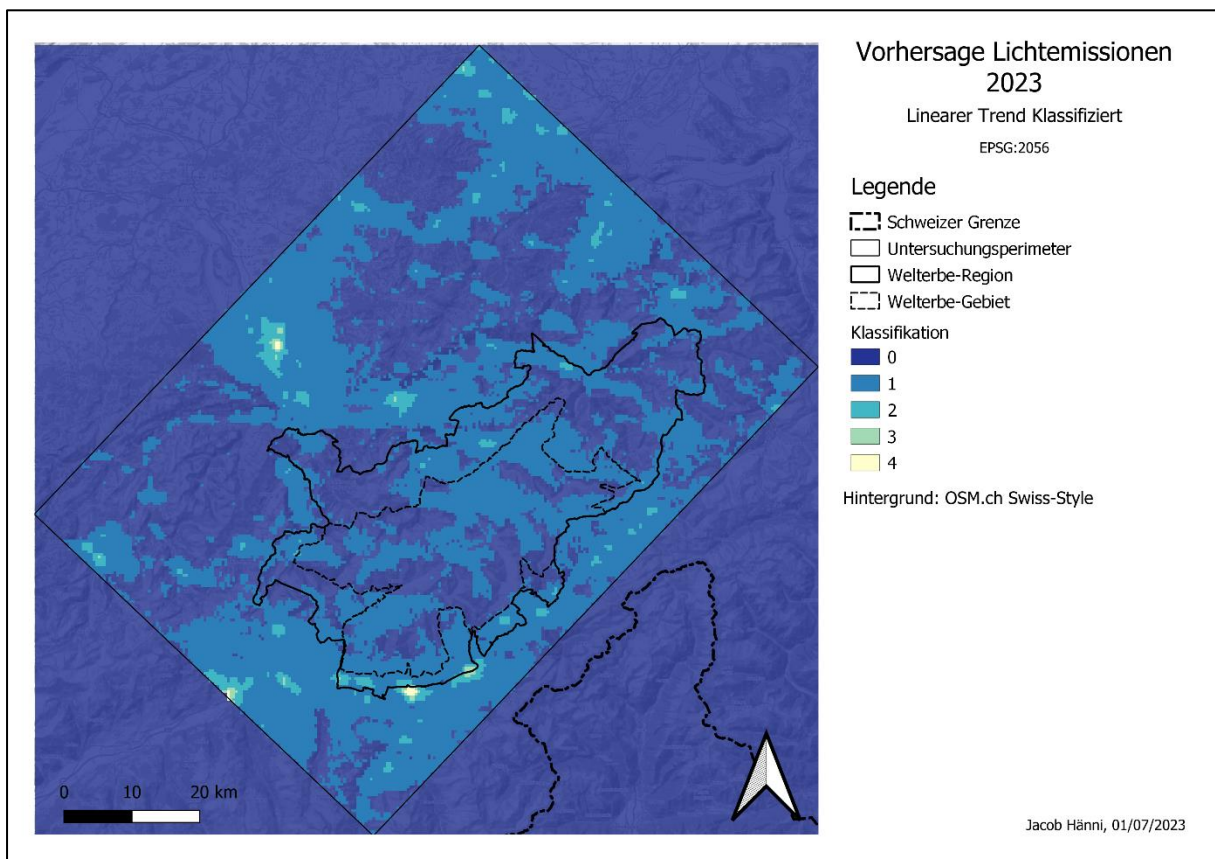 Vorhersage Lichtemissionen
2023
Linearer Trend Klassifiziert
EPSG:2056
Legende
Schweizer Grenze
Untersuchungsperimeter
Welterbe-Region
Welterbe-Gebiet
Klassifikation
0
1
2
3
4
Hintergrund: OSM.ch Swiss-Style
0 10 20 km
Jacob Hänni, 01/07/2023